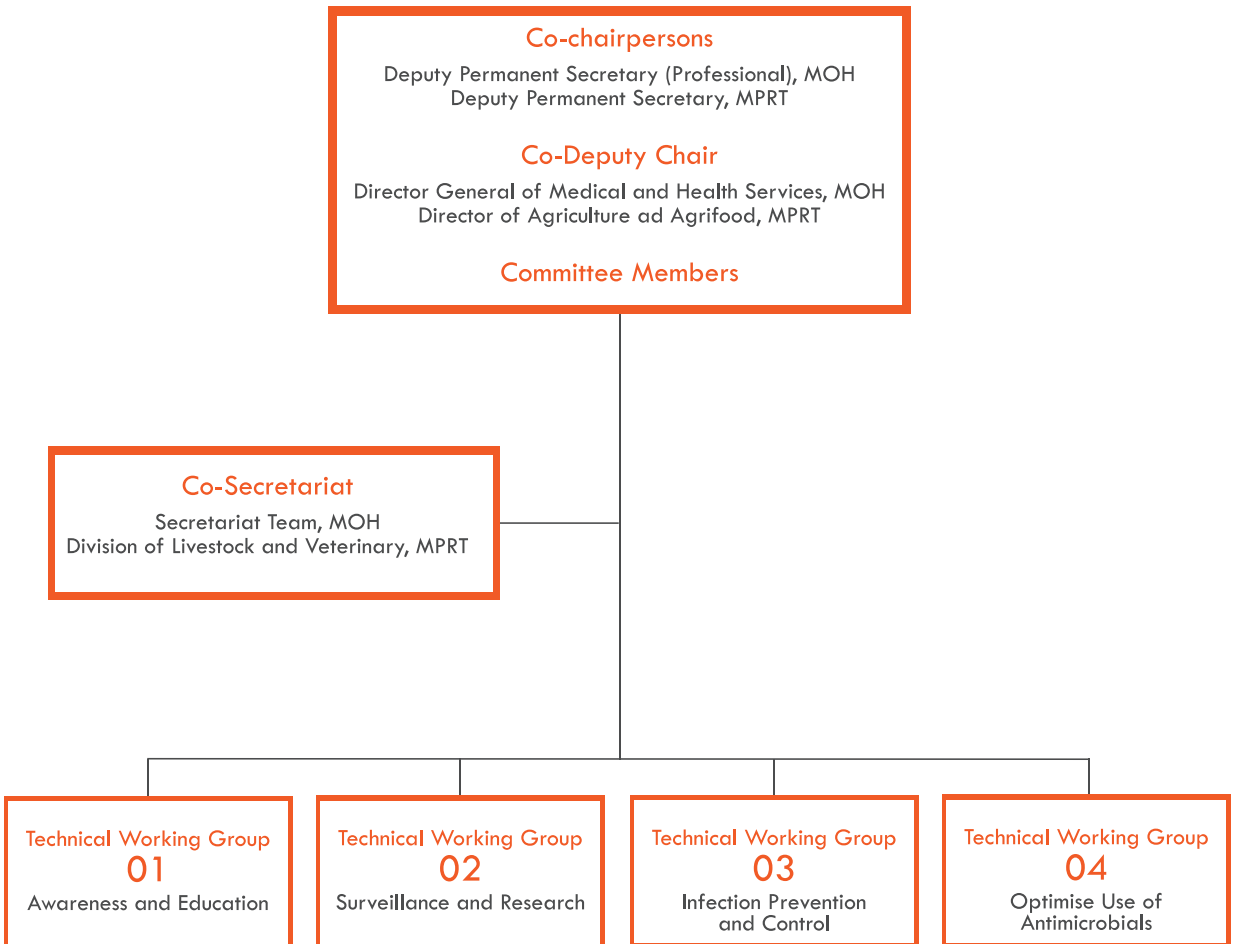 Co-chairpersons
Deputy Permanent Secretary (Professional), MOH
Deputy Permanent Secretary, MPRT
Co-Deputy Chair
Director General of Medical and Health Services, MOH
Director of Agriculture ad Agrifood, MPRT
Committee Members
Co-Secretariat
Secretariat Team, MOH
Division of Livestock and Veterinary, MPRT
Technical Working Group
01
Awareness and Education
Technical Working Group
02
Surveillance and Research
Technical Working Group
03
Infection Prevention
and Control
Technical Working Group
04
Optimise Use of
Antimicrobials